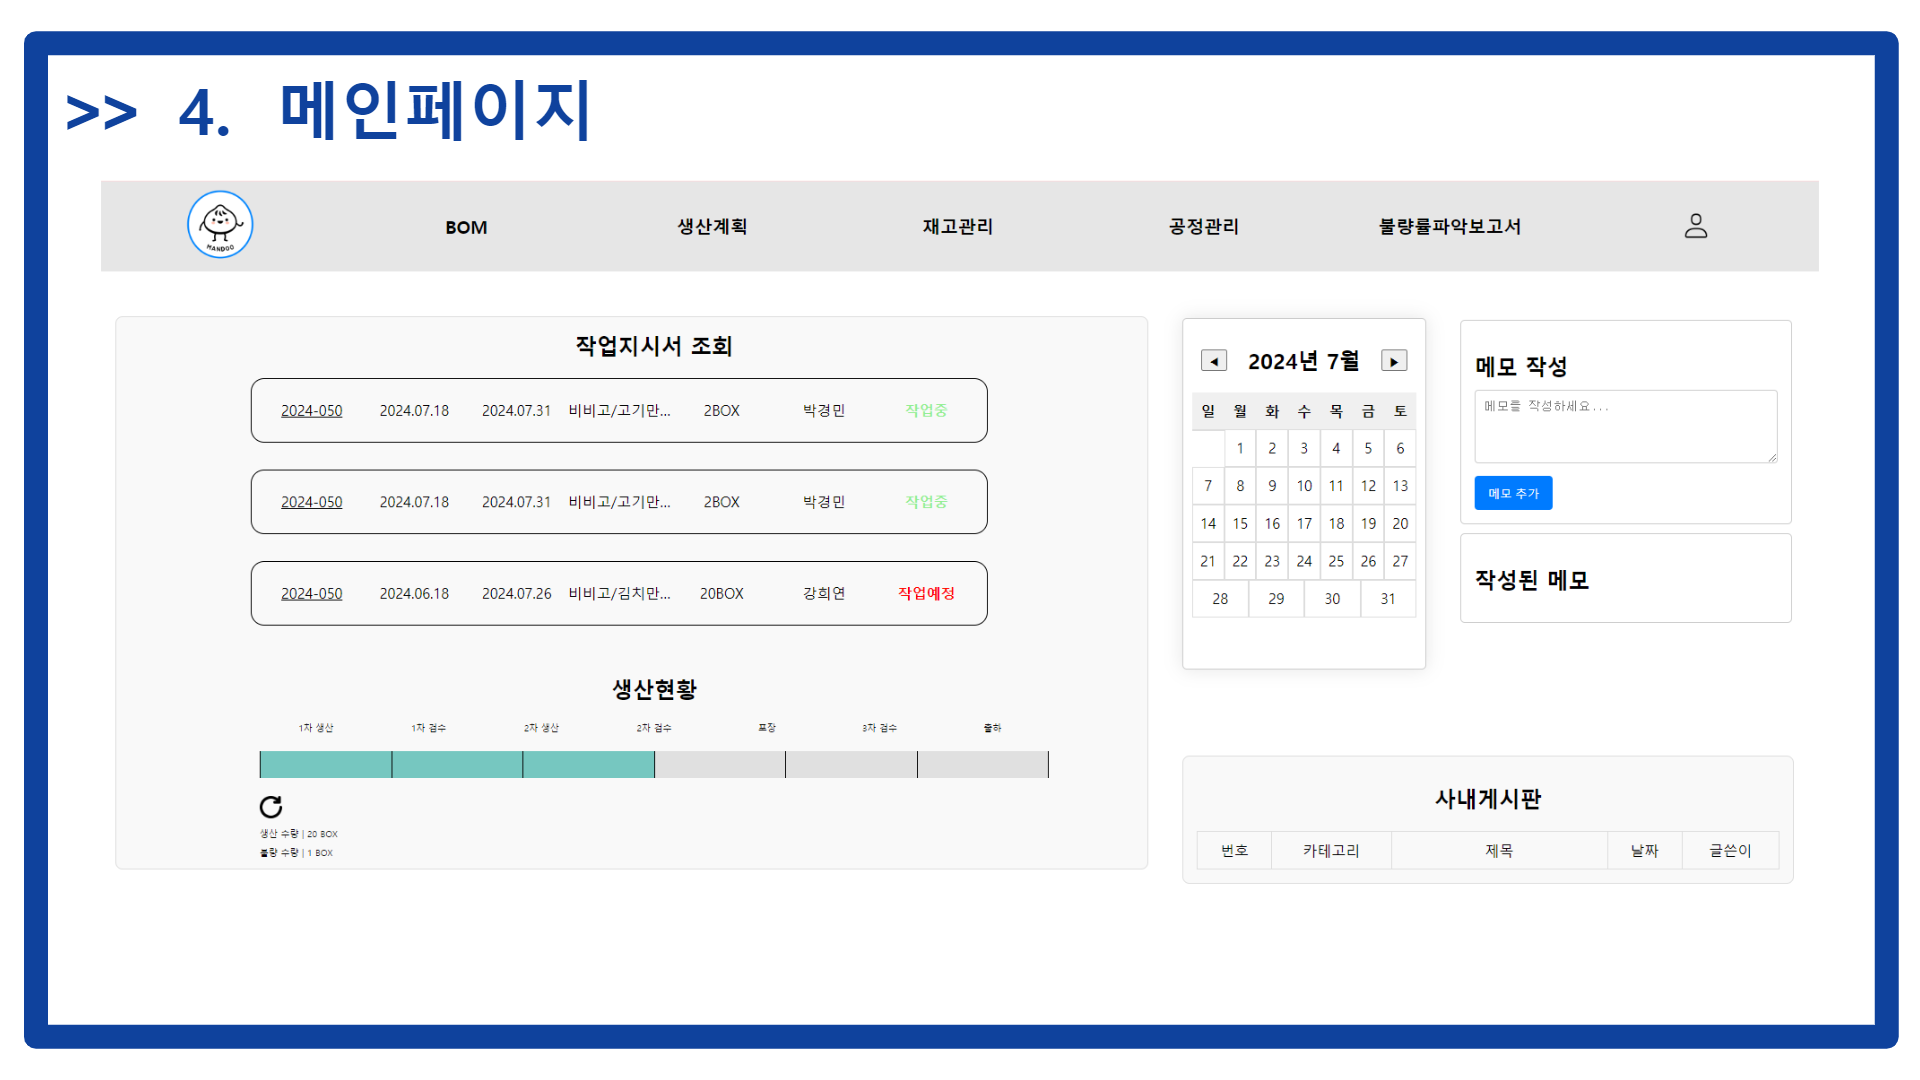 >> 4. 메인페이지
MANDOO
BOM 생산계획 재고관리 공정관리 불량률파악보고서
작업지시서 조회
2024-050 2024.07.18 2024.07.31 비비고/고기만... 2BOX 박경민 작업중
2024-050 2024.07.18 2024.07.31 비비고/고기만... 2BOX 박경민 작업중
2024-050 2024.06.18 2024.07.26 비비고/김치만... 20BOX 강희연 작업예정
생산현황
1차 생산 1차 검수 2차 생산 2차 검수 포장 3차 검수 출하
생산 수량 | 20 BOX
불량 수량 | 1 BOX
◀ 2024년 7월 ▶
일 월 화 수 목 금 토
1 2 3 4 5 6
7 8 9 10 11 12 13
14 15 16 17 18 19 20
21 22 23 24 25 26 27
28 29 30 31
메모 작성
메모를 작성하세요...
메모 추가
작성된 메모
사내게시판
번호 카테고리 제목 날짜 글쓴이